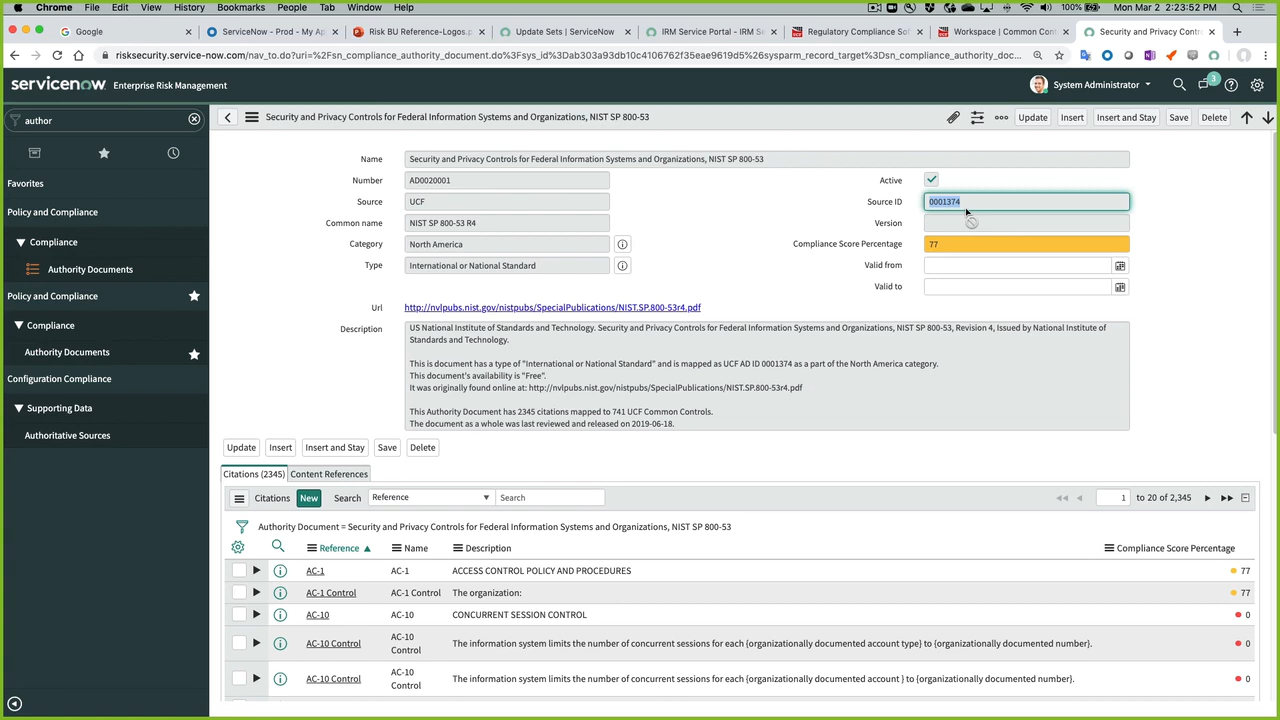 Chrome File Edit View History Bookmarks People Tab Window Help 100% Mon Mar 2 2:23:52 PM
Google ServiceNow - Prod - My Ap Risk BU Reference-Logos.p Update Sets | ServiceNow IRM Service Portal - IRM Se Regulatory Compliance Sof Workspace | Common Cont Security and Privacy Contro
risksecurity.service-now.com/nav_to.do?uri=%2Fsn_compliance_authority_document.do%3Fsys_id%3Dab303a93db10c4106762f35ed396190a%26sysparm_record_target%3Dsn_compliance_authority_doc...
servicenow Enterprise Risk Management System Administrator 3
author
Security and Privacy Controls for Federal Information Systems and Organizations, NIST SP 800-53 Update Insert Insert and Stay Save Delete
Favorites
Policy and Compliance
Compliance
Authority Documents
Policy and Compliance
Compliance
Authority Documents
Configuration Compliance
Supporting Data
Authoritative Sources
Name Security and Privacy Controls for Federal Information Systems and Organizations, NIST SP 800-53
Number AD0020001 Active
Source UCF Source ID 0001374
Common name NIST SP 800-53 R4 Version
Category North America Compliance Score Percentage 77
Type International or National Standard Valid from
Valid to
Url http://nvlpubs.nist.gov/nistpubs/SpecialPublications/NIST.SP.800-53r4.pdf
Description US National Institute of Standards and Technology. Security and Privacy Controls for Federal Information Systems and Organizations, NIST SP 800-53, Revision 4, Issued by National Institute of
Standards and Technology.
This is document has a type of "International or National Standard" and is mapped as UCF AD ID 0001374 as a part of the North America category.
This document's availability is "Free".
It was originally found online at: http://nvlpubs.nist.gov/nistpubs/SpecialPublications/NIST.SP.800-53r4.pdf
This Authority Document has 2345 citations mapped to 741 UCF Common Controls.
The document as a whole was last reviewed and released on 2019-06-18.
Update Insert Insert and Stay Save Delete
Citations (2345) Content References
Citations New Search Reference Search 1 to 20 of 2,345
Authority Document = Security and Privacy Controls for Federal Information Systems and Organizations, NIST SP 800-53
Reference Name Description Compliance Score Percentage
AC-1 AC-1 ACCESS CONTROL POLICY AND PROCEDURES 77
AC-1 Control AC-1 Control The organization: 77
AC-10 AC-10 CONCURRENT SESSION CONTROL 0
AC-10 Control AC-10 Control The information system limits the number of concurrent sessions for each {organizationally documented account type} to {organizationally documented number}. 0
AC-10 Control AC-10 Control The information system limits the number of concurrent sessions for each {organizationally documented account } to {organizationally documented number}. 0